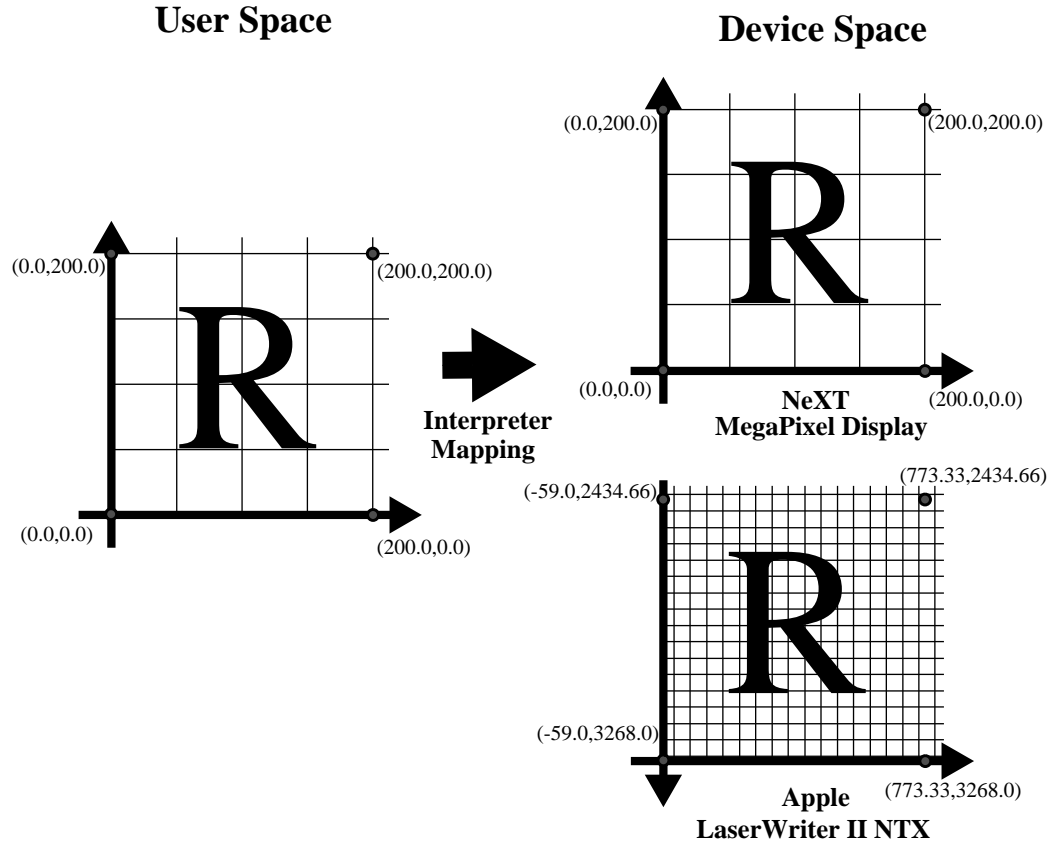 User Space
Device Space
(0.0,200.0)
(200.0,200.0)
R
(0.0,0.0)
(200.0,0.0)
Interpreter
Mapping
(0.0,200.0)
(200.0,200.0)
R
(0.0,0.0)
(200.0,0.0)
NeXT
MegaPixel Display
(-59.0,2434.66)
(773.33,2434.66)
R
(-59.0,3268.0)
(773.33,3268.0)
Apple
LaserWriter II NTX